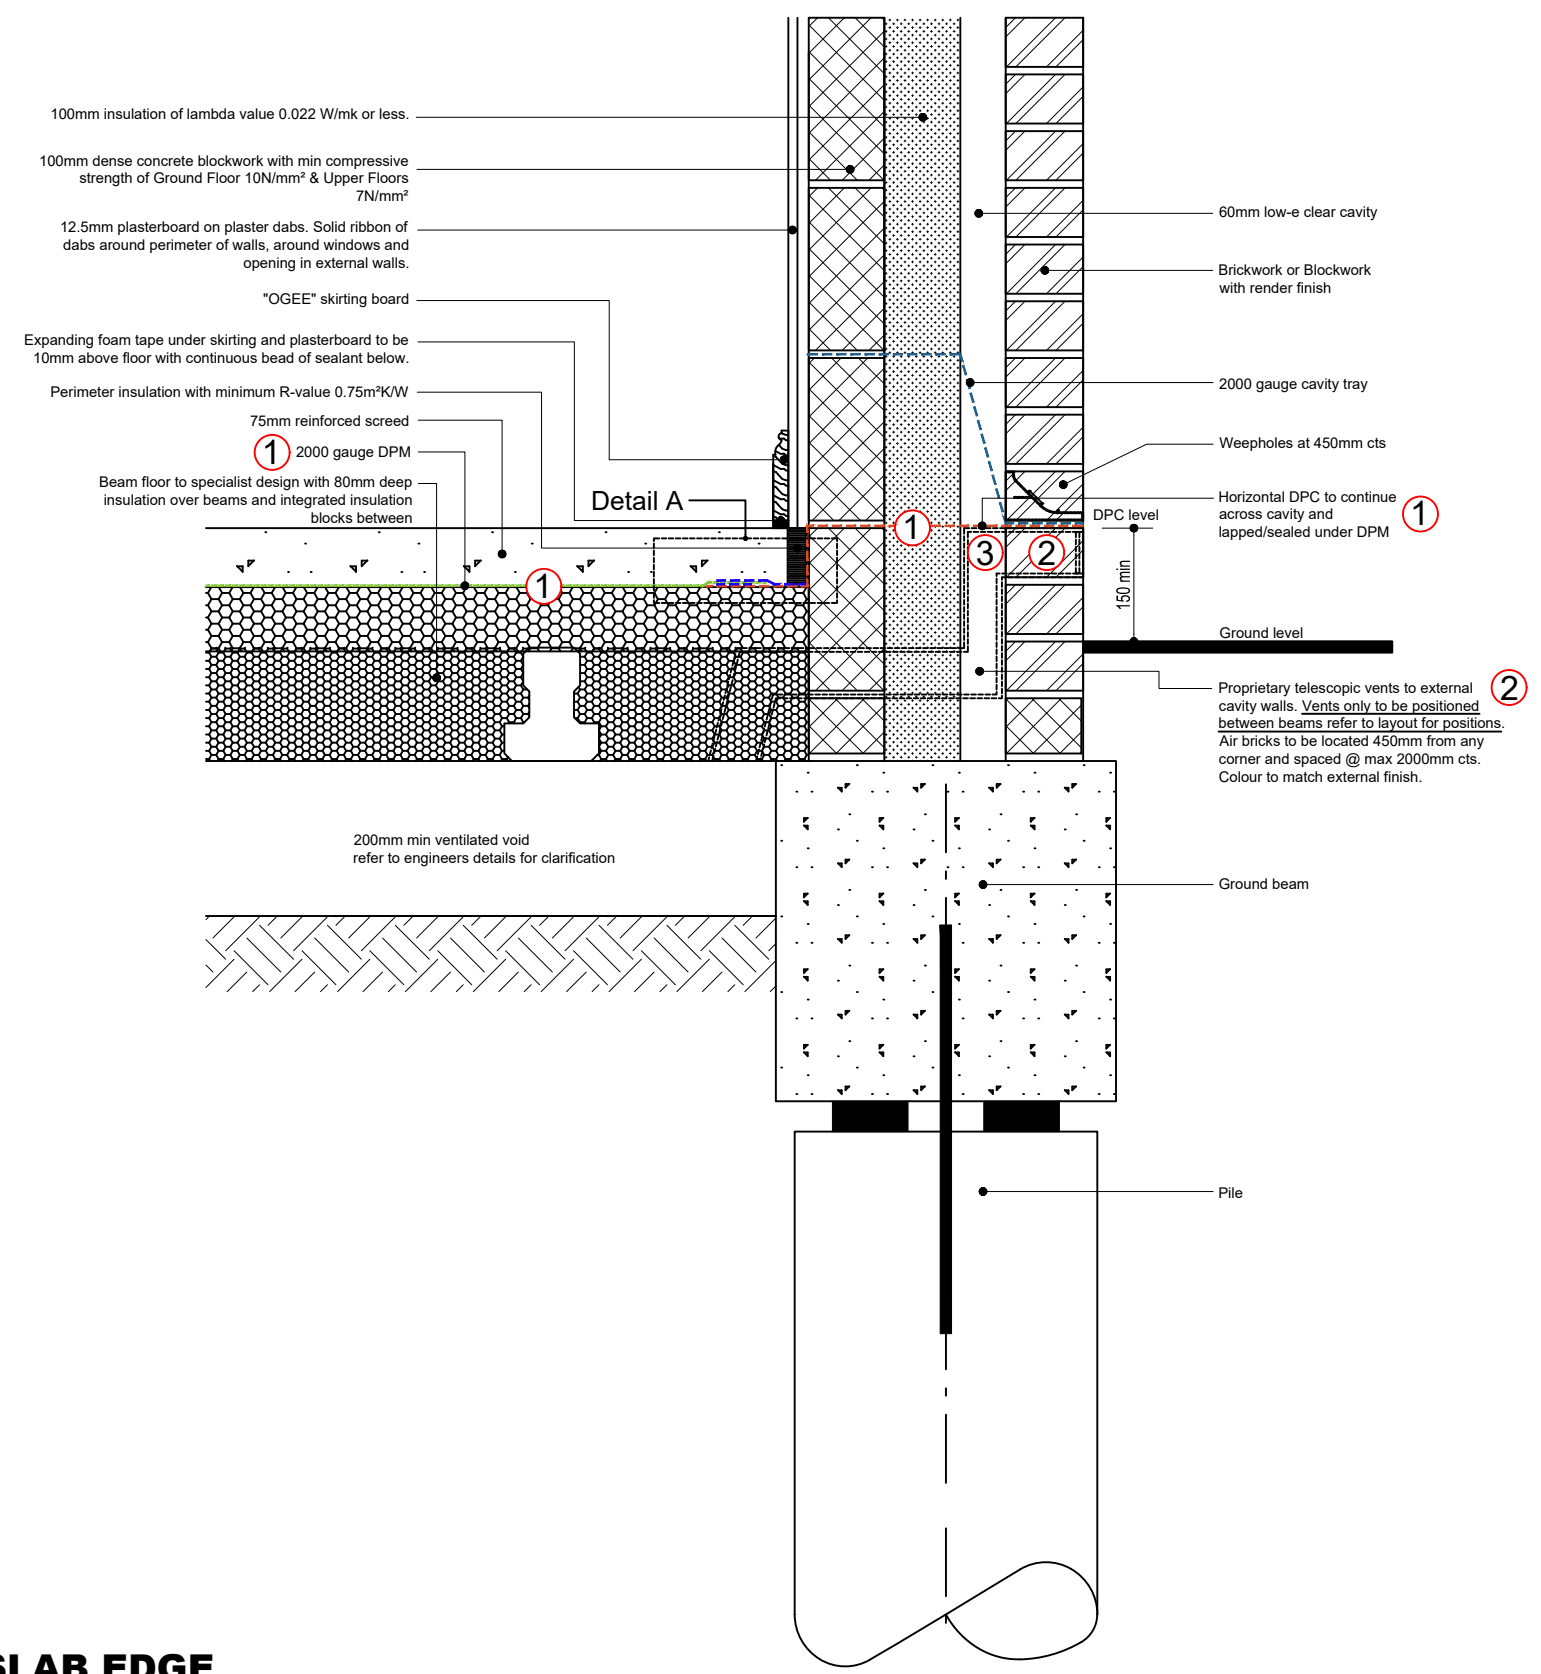 100mm insulation of lambda value 0.022 W/mk or less.
100mm dense concrete blockwork with min compressive
strength of Ground Floor 10N/mm² & Upper Floors
7N/mm²
12.5mm plasterboard on plaster dabs. Solid ribbon of
dabs around perimeter of walls, around windows and
opening in external walls.
"OGEE" skirting board
Expanding foam tape under skirting and plasterboard to be
10mm above floor with continuous bead of sealant below.
Perimeter insulation with minimum R-value 0.75m²K/W
75mm reinforced screed
1 2000 gauge DPM
Beam floor to specialist design with 80mm deep
insulation over beams and integrated insulation
blocks between
Detail A
1
1
3
2
60mm low-e clear cavity
Brickwork or Blockwork
with render finish
2000 gauge cavity tray
Weepholes at 450mm cts
Horizontal DPC to continue
across cavity and
lapped/sealed under DPM
1
DPC level
150 min
Ground level
Proprietary telescopic vents to external
cavity walls. Vents only to be positioned
between beams refer to layout for positions.
Air bricks to be located 450mm from any
corner and spaced @ max 2000mm cts.
Colour to match external finish.
2
200mm min ventilated void
refer to engineers details for clarification
Ground beam
Pile
SLAB EDGE